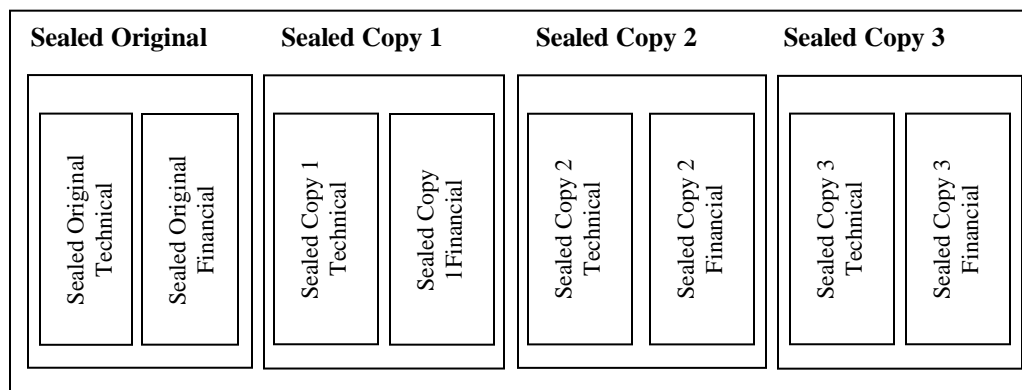 Sealed Original
Sealed Copy 1
Sealed Copy 2
Sealed Copy 3
Sealed Original
Technical
Sealed Original
Financial
Sealed Copy 1
Technical
Sealed Copy
1Financial
Sealed Copy 2
Technical
Sealed Copy 2
Financial
Sealed Copy 3
Technical
Sealed Copy 3
Financial